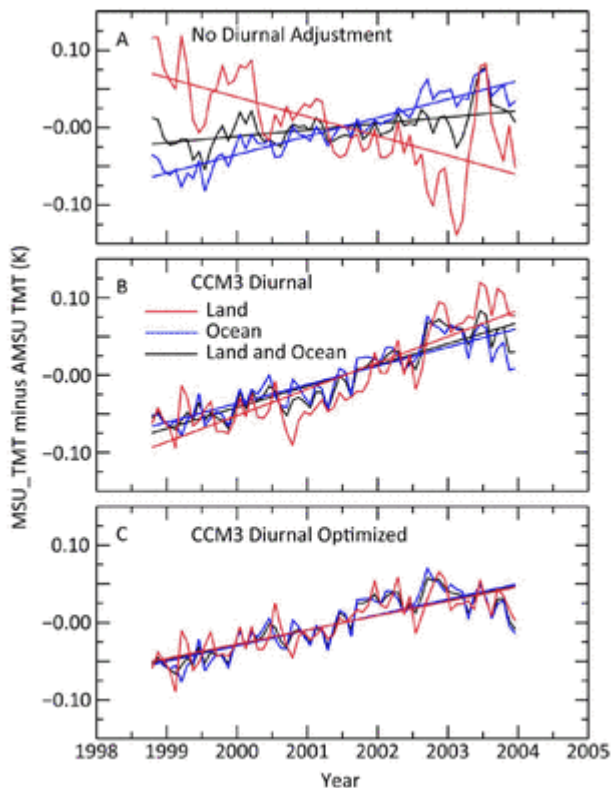 A No Diurnal Adjustment
0.10
−0.00
−0.10
B CCM3 Diurnal
Land
Ocean
Land and Ocean
0.10
−0.00
−0.10
C CCM3 Diurnal Optimized
0.10
−0.00
−0.10
MSU_TMT minus AMSU TMT (K)
1998 1999 2000 2001 2002 2003 2004 2005
Year